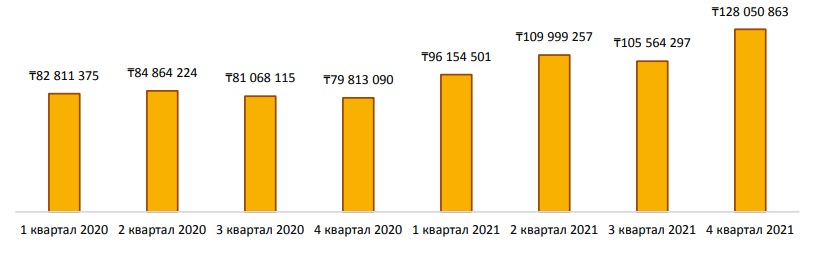 ₸128 050 863
₸109 999 257
₸105 564 297
₸96 154 501
₸82 811 375
₸84 864 224
₸81 068 115
₸79 813 090
1 квартал 2020
2 квартал 2020
3 квартал 2020
4 квартал 2020
1 квартал 2021
2 квартал 2021
3 квартал 2021
4 квартал 2021